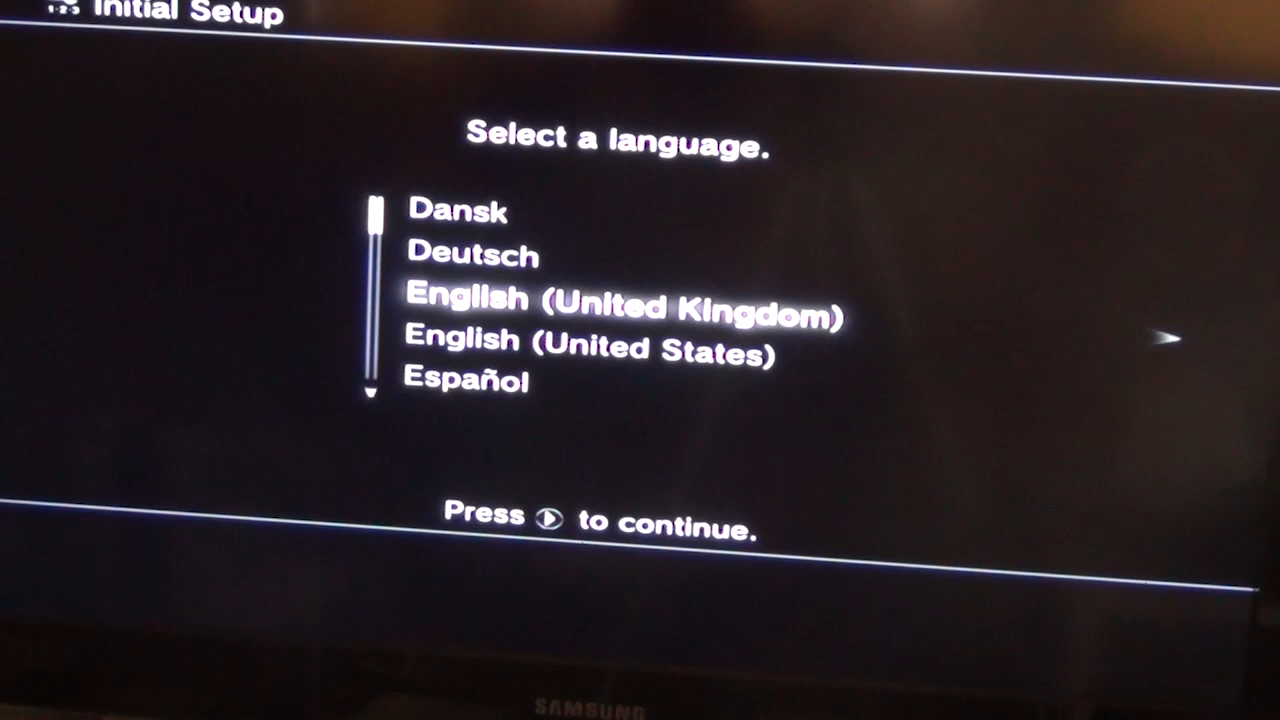 Initial Setup
Select a language.
Dansk
Deutsch
English (United Kingdom)
English (United States)
Español
Press to continue.
SAMSUNG